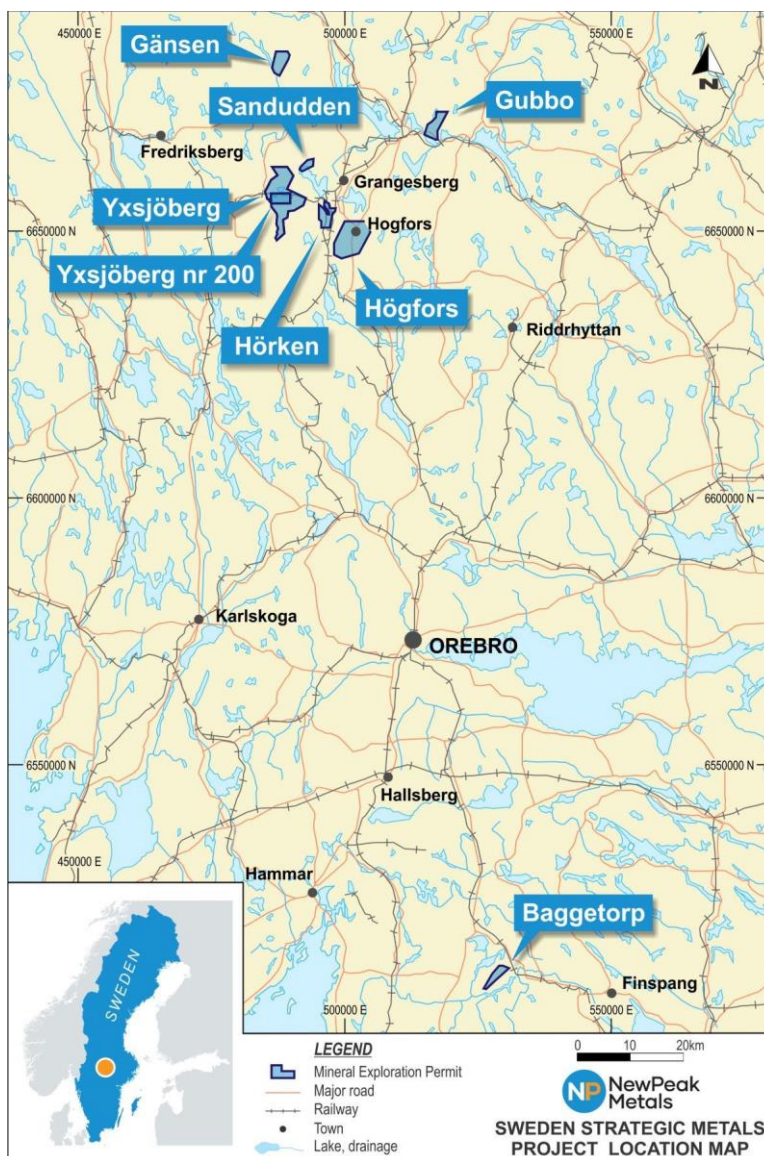 450000 E
500000 E
550000 E
Gänsen
N
Sandudden
Gubbo
Fredriksberg
Grangesberg
Yxsjöberg
Hogfors
6650000 N
6650000 N
Yxsjöberg nr 200
Högfors
Hörken
Riddrhyttan
6600000 N
6600000 N
Karlskoga
OREBRO
6550000 N
6550000 N
Hallsberg
450000 E
Hammar
Baggetorp
Finspang
500000 E
550000 E
SWEDEN
LEGEND
Mineral Exploration Permit
Major road
Railway
Town
Lake, drainage
0 10 20km
NP NewPeak
Metals
SWEDEN STRATEGIC METALS
PROJECT LOCATION MAP